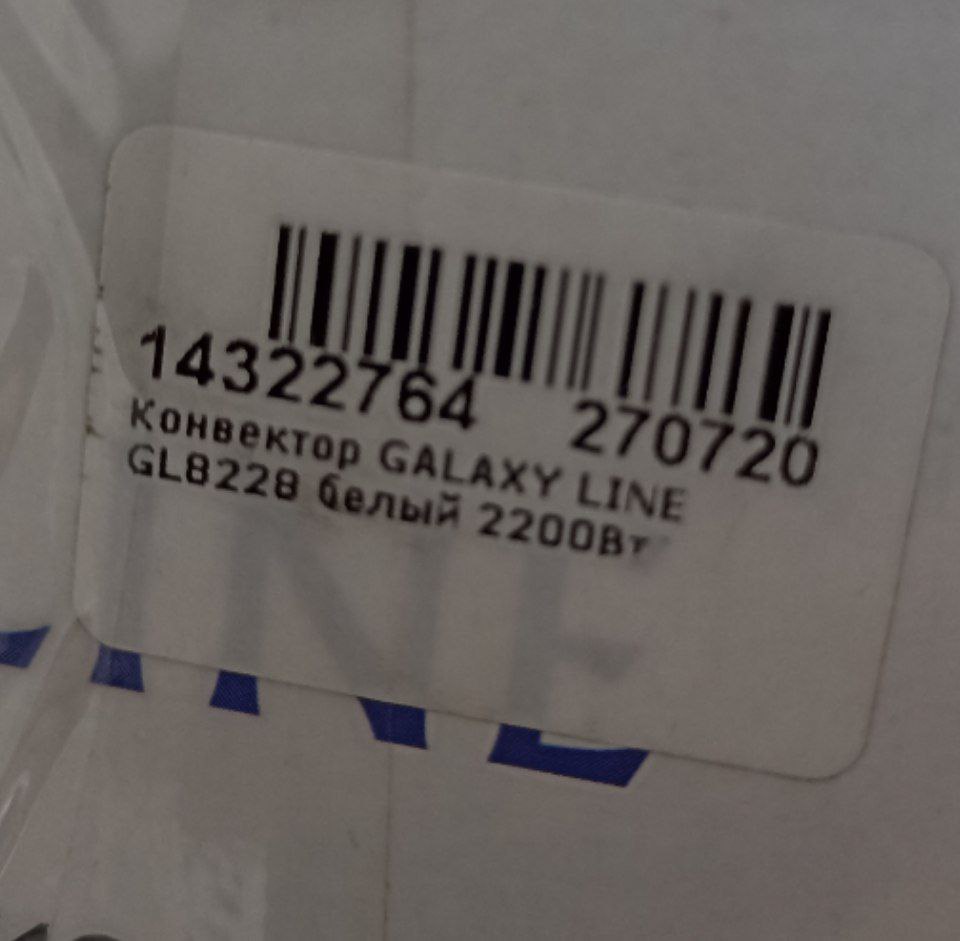 14322764 270720
Конвектор GALAXY LINE
GL8228 белый 2200Вт